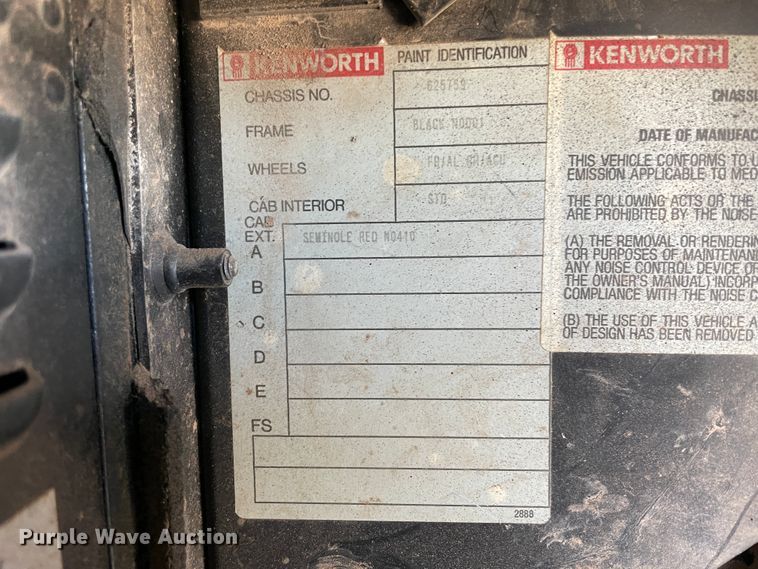 KENWORTH PAINT IDENTIFICATION
CHASSIS NO. 626759
FRAME BLACK N0001
WHEELS
CAB INTERIOR STD
CAB
EXT. SEMINOLE RED N0410
A
B
C
D
E
FS
2888
KENWORTH
CHASSI
DATE OF MANUFAC
THIS VEHICLE CONFORMS TO U
EMISSION APPLICABLE TO MED
THE FOLLOWING ACTS OR THE
ARE PROHIBITED BY THE NOISE
(A) THE REMOVAL OR RENDERIN
FOR PURPOSES OF MAINTENAN
ANY NOISE CONTROL DEVICE OR
THE OWNER'S MANUAL) INCORP
COMPLIANCE WITH THE NOISE C
(B) THE USE OF THIS VEHICLE A
OF DESIGN HAS BEEN REMOVED
Purple Wave Auction